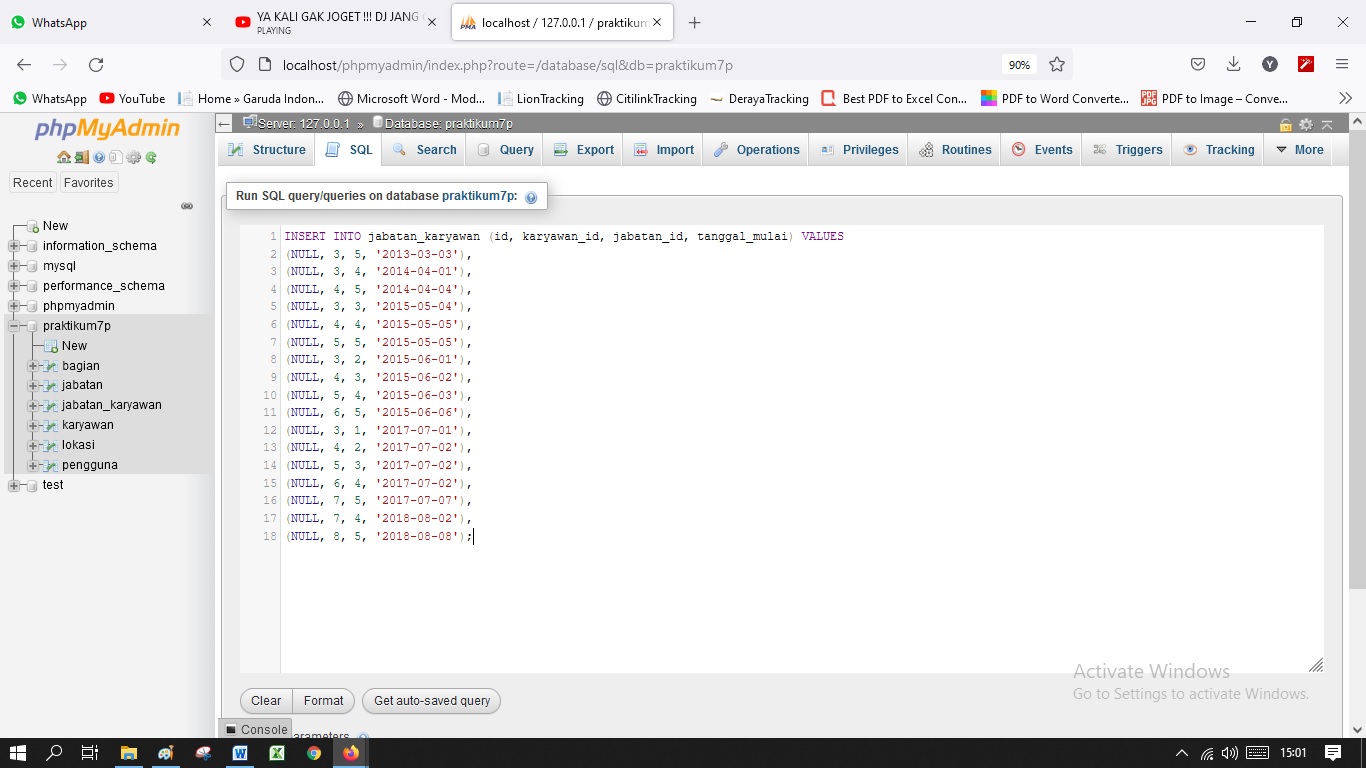 WhatsApp
YA KALI GAK JOGET !!! DJ JANG
PLAYING
localhost / 127.0.0.1 / praktikum
localhost/phpmyadmin/index.php?route=/database/sql&db=praktikum7p
90%
Y
WhatsApp
YouTube
Home » Garuda Indon...
Microsoft Word - Mod...
LionTracking
CitilinkTracking
DerayaTracking
Best PDF to Excel Con...
PDF to Word Converte...
PDF to Image – Conve...
phpMyAdmin
Recent
Favorites
New
information_schema
mysql
performance_schema
phpmyadmin
praktikum7p
New
bagian
jabatan
jabatan_karyawan
karyawan
lokasi
pengguna
test
Server: 127.0.0.1 » Database: praktikum7p
Structure
SQL
Search
Query
Export
Import
Operations
Privileges
Routines
Events
Triggers
Tracking
More
Run SQL query/queries on database praktikum7p:
1 INSERT INTO jabatan_karyawan (id, karyawan_id, jabatan_id, tanggal_mulai) VALUES
2 (NULL, 3, 5, '2013-03-03'),
3 (NULL, 3, 4, '2014-04-01'),
4 (NULL, 4, 5, '2014-04-04'),
5 (NULL, 3, 3, '2015-05-04'),
6 (NULL, 4, 4, '2015-05-05'),
7 (NULL, 5, 5, '2015-05-05'),
8 (NULL, 3, 2, '2015-06-01'),
9 (NULL, 4, 3, '2015-06-02'),
10 (NULL, 5, 4, '2015-06-03'),
11 (NULL, 6, 5, '2015-06-06'),
12 (NULL, 3, 1, '2017-07-01'),
13 (NULL, 4, 2, '2017-07-02'),
14 (NULL, 5, 3, '2017-07-02'),
15 (NULL, 6, 4, '2017-07-02'),
16 (NULL, 7, 5, '2017-07-07'),
17 (NULL, 7, 4, '2018-08-02'),
18 (NULL, 8, 5, '2018-08-08');
Activate Windows
Go to Settings to activate Windows.
Clear
Format
Get auto-saved query
Console
arameters
15:01